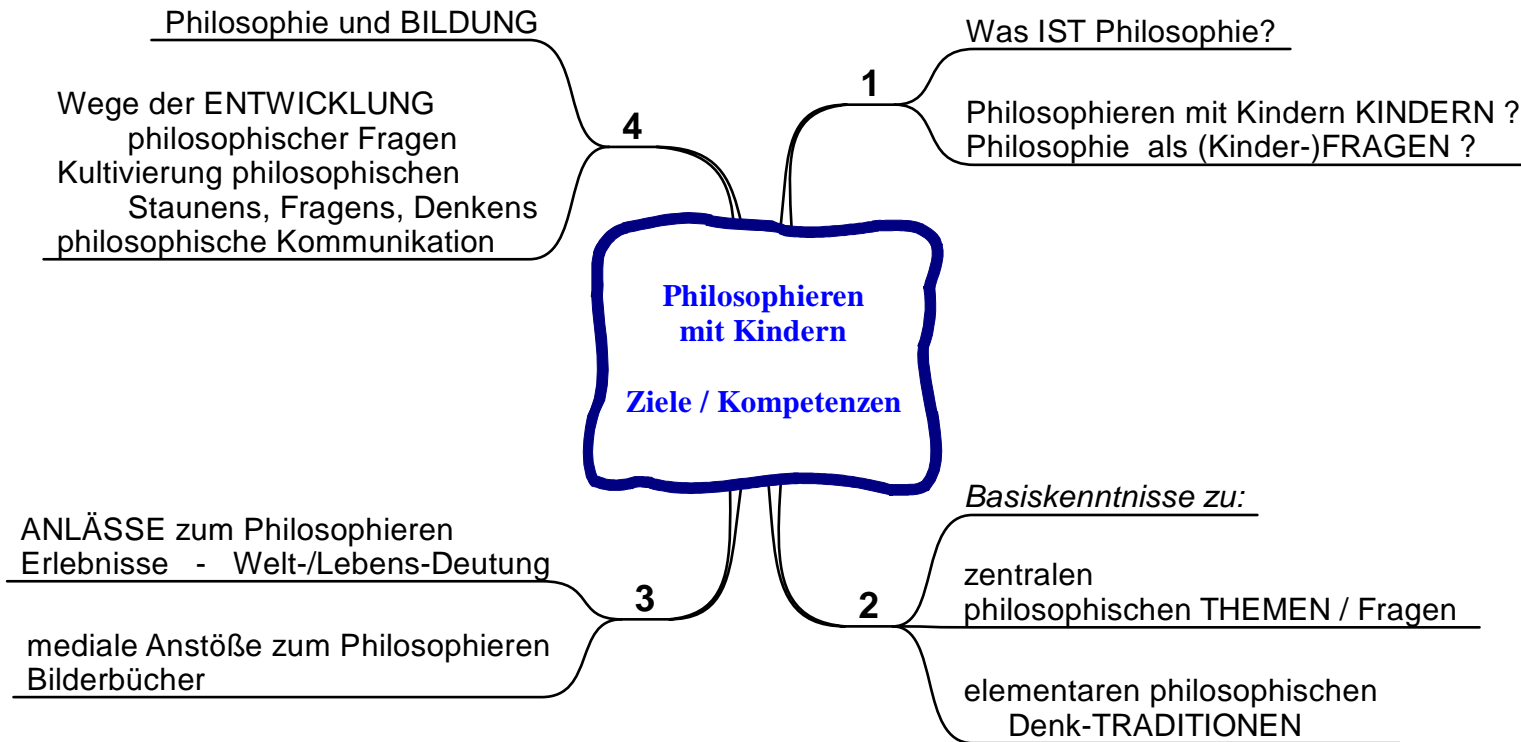 Philosophieren
mit Kindern
Ziele / Kompetenzen
1
Was IST Philosophie?
Philosophieren mit Kindern KINDERN ?
Philosophie als (Kinder-)FRAGEN ?
2
Basiskenntnisse zu:
zentralen
philosophischen THEMEN / Fragen
elementaren philosophischen
Denk-TRADITIONEN
3
ANLÄSSE zum Philosophieren
Erlebnisse - Welt-/Lebens-Deutung
mediale Anstöße zum Philosophieren
Bilderbücher
4
Philosophie und BILDUNG
Wege der ENTWICKLUNG
philosophischer Fragen
Kultivierung philosophischen
Staunens, Fragens, Denkens
philosophische Kommunikation